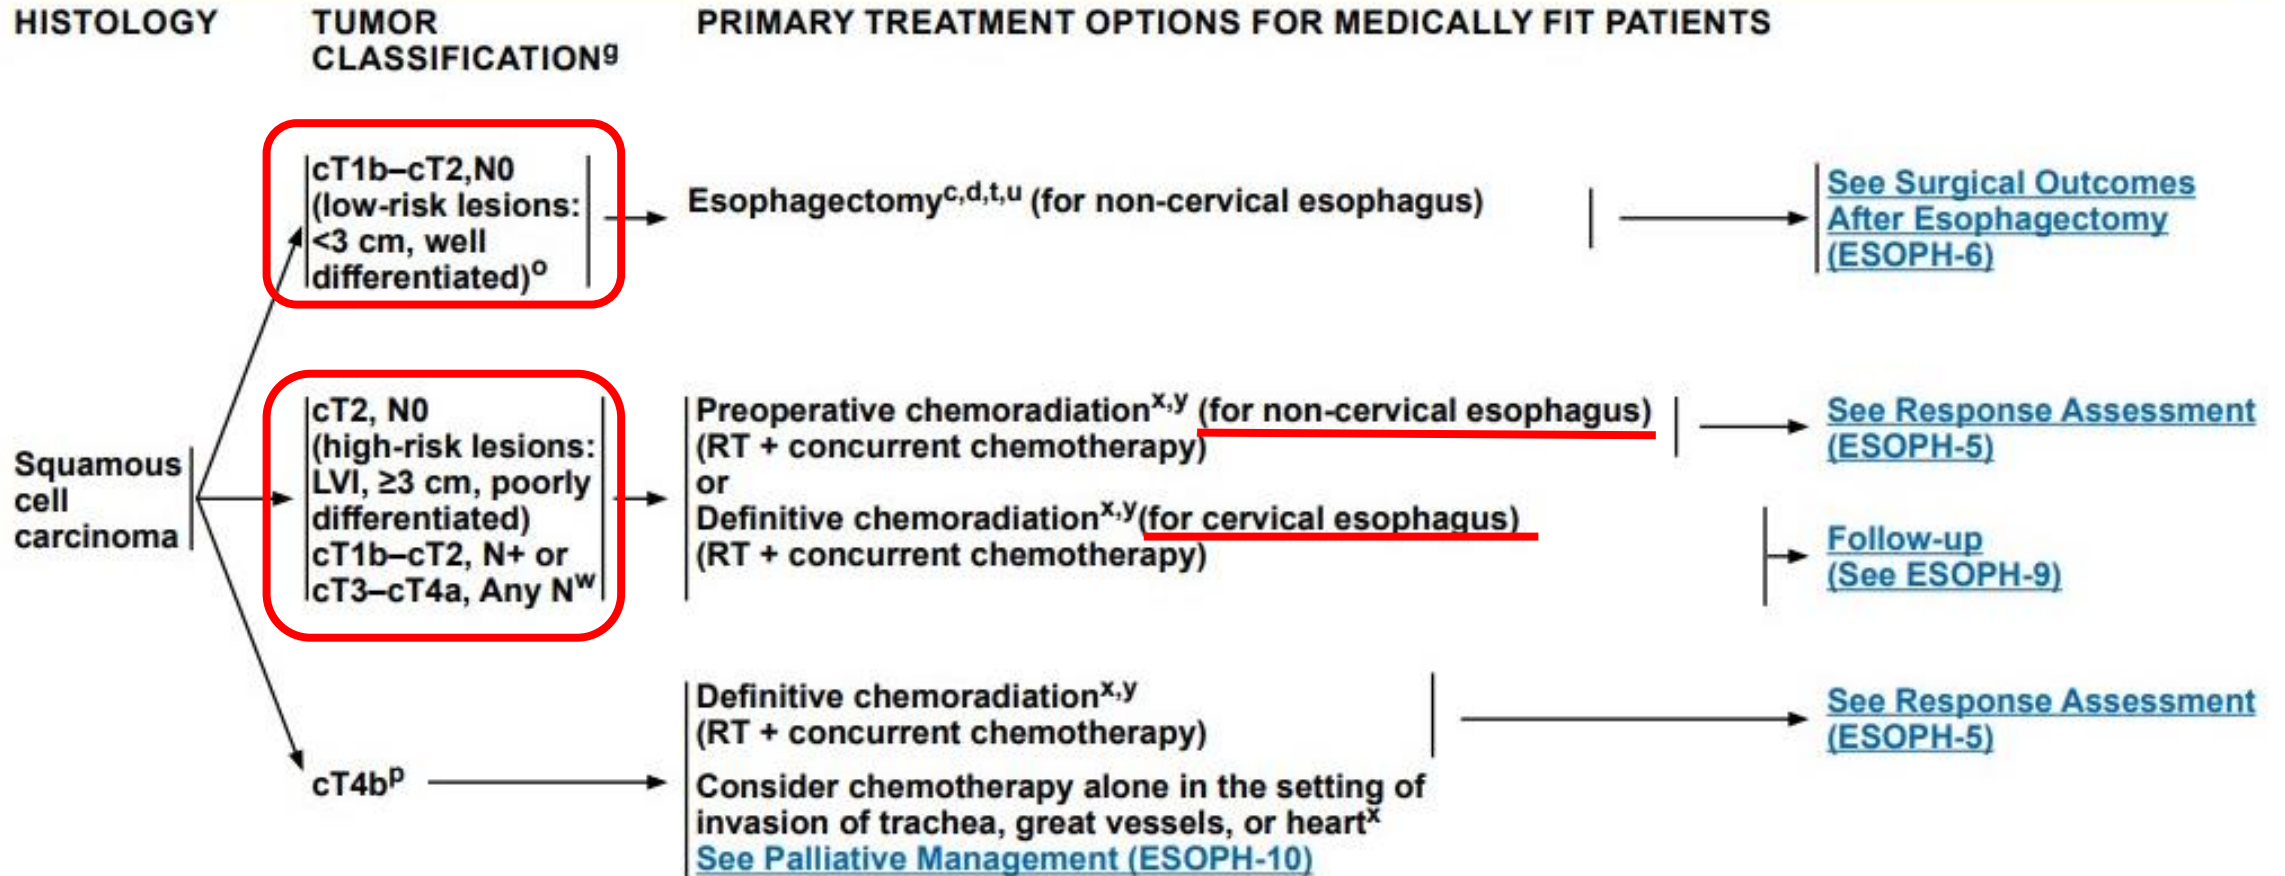 HISTOLOGY
TUMOR
CLASSIFICATIONg
PRIMARY TREATMENT OPTIONS FOR MEDICALLY FIT PATIENTS
Squamous
cell
carcinoma
cT1b–cT2,N0
(low-risk lesions:
<3 cm, well
differentiated)o
Esophagectomyc,d,t,u (for non-cervical esophagus)
See Surgical Outcomes
After Esophagectomy
(ESOPH-6)
cT2, N0
(high-risk lesions:
LVI, ≥3 cm, poorly
differentiated)
cT1b–cT2, N+ or
cT3–cT4a, Any Nw
Preoperative chemoradiationx,y (for non-cervical esophagus)
(RT + concurrent chemotherapy)
or
Definitive chemoradiationx,y(for cervical esophagus)
(RT + concurrent chemotherapy)
See Response Assessment
(ESOPH-5)
Follow-up
(See ESOPH-9)
cT4bp
Definitive chemoradiationx,y
(RT + concurrent chemotherapy)
Consider chemotherapy alone in the setting of
invasion of trachea, great vessels, or heartx
See Palliative Management (ESOPH-10)
See Response Assessment
(ESOPH-5)